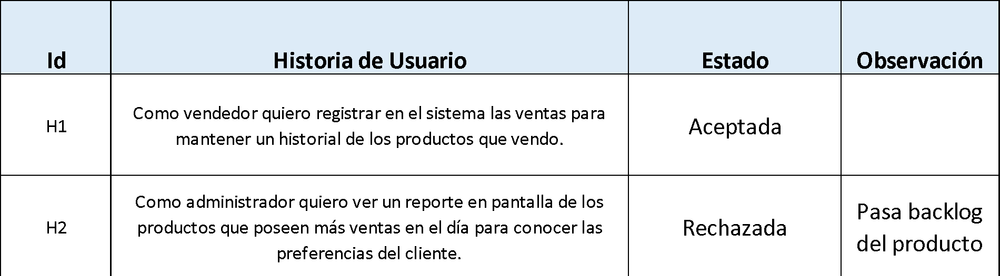 Id
Historia de Usuario
Estado
Observación
H1
Como vendedor quiero registrar en el sistema las ventas para
mantener un historial de los productos que vendo.
Aceptada
H2
Como administrador quiero ver un reporte en pantalla de los
productos que poseen más ventas en el día para conocer las
preferencias del cliente.
Rechazada
Pasa backlog
del producto